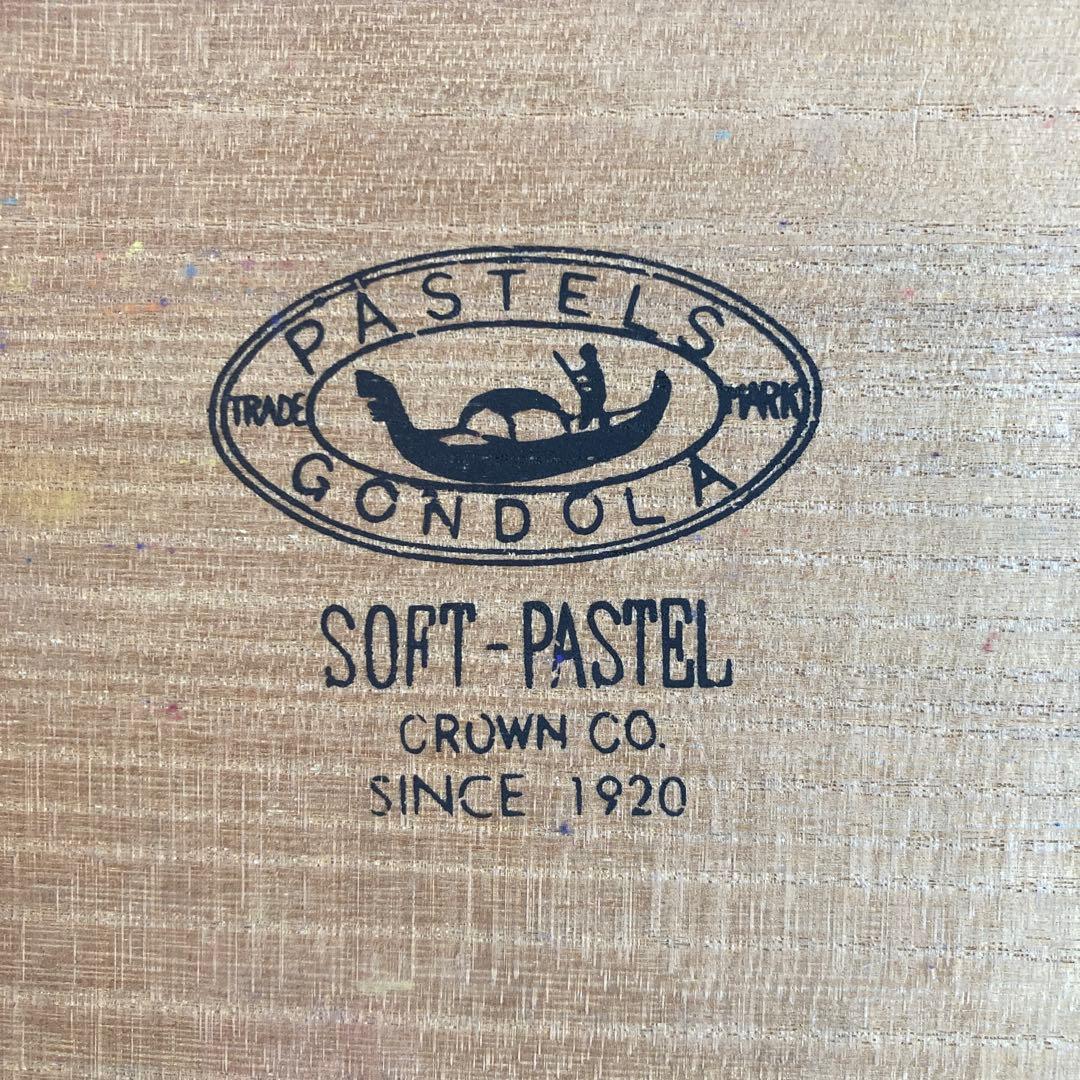 PASTELS
TRADE MARK
GONDOLA
SOFT-PASTEL
CROWN CO.
SINCE 1920